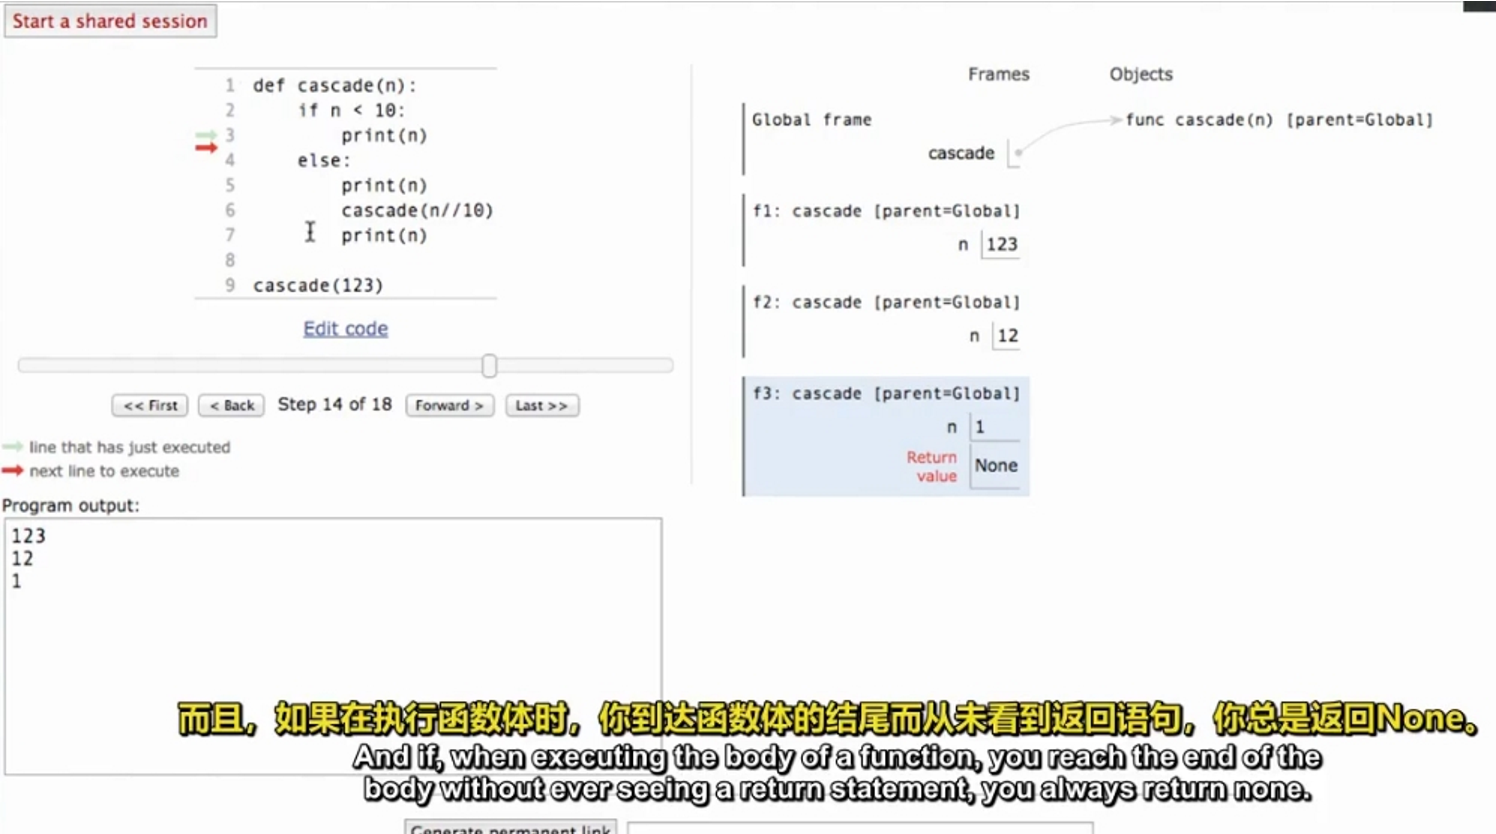 Start a shared session
1 def cascade(n):
2 if n < 10:
3 print(n)
4 else:
5 print(n)
6 cascade(n//10)
7 print(n)
8
9 cascade(123)
Edit code
<< First < Back Step 14 of 18 Forward > Last >>
line that has just executed
next line to execute
Program output:
123
12
1
Frames Objects
Global frame func cascade(n) [parent=Global]
cascade
f1: cascade [parent=Global]
n 123
f2: cascade [parent=Global]
n 12
f3: cascade [parent=Global]
n 1
Return
value None
而且，如果在执行函数体时，你到达函数体的结尾而从未看到返回语句，你总是返回None。
And if, when executing the body of a function, you reach the end of the
body without ever seeing a return statement, you always return none.
Generate permanent link